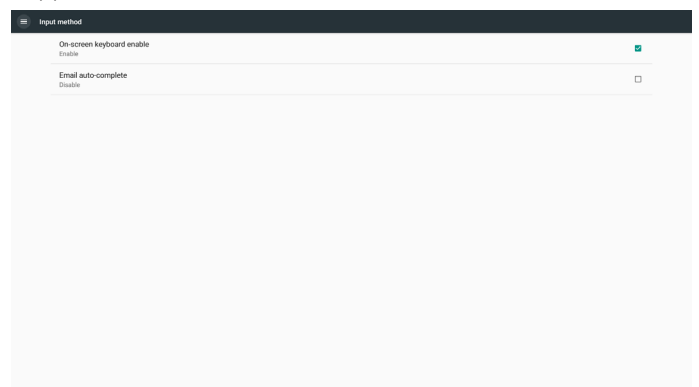 Input method
On-screen keyboard enable
Enable
Email auto-complete
Disable